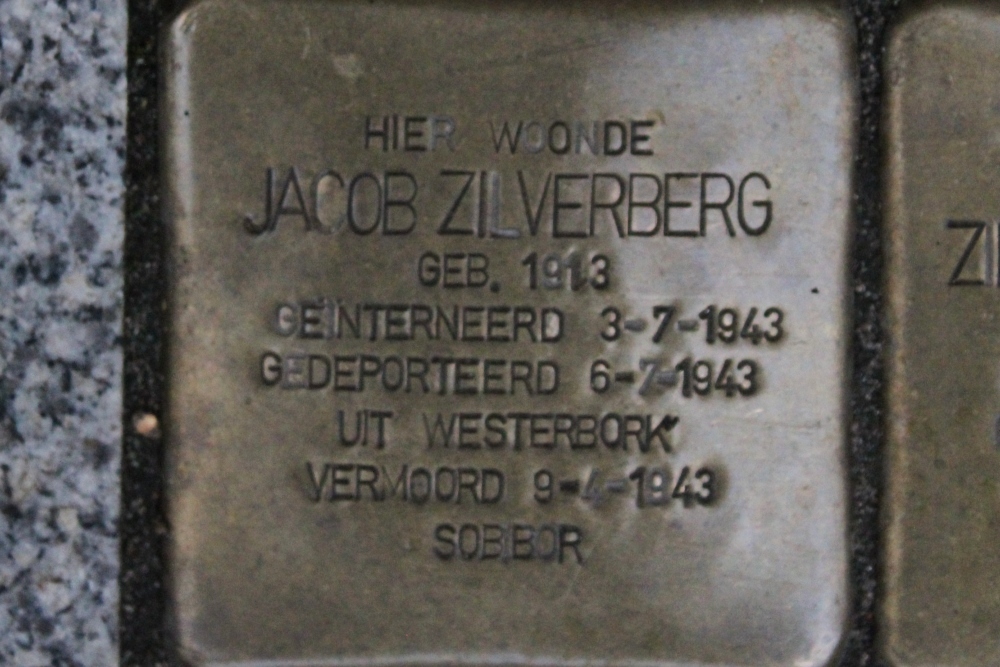 HIER WOONDE
JACOB ZILVERBERG
GEB. 1913
GEÏNTERNEERD 3-7-1943
GEDEPORTEERD 6-7-1943
UIT WESTERBORK
VERMOORD 9-4-1943
SOBIBOR